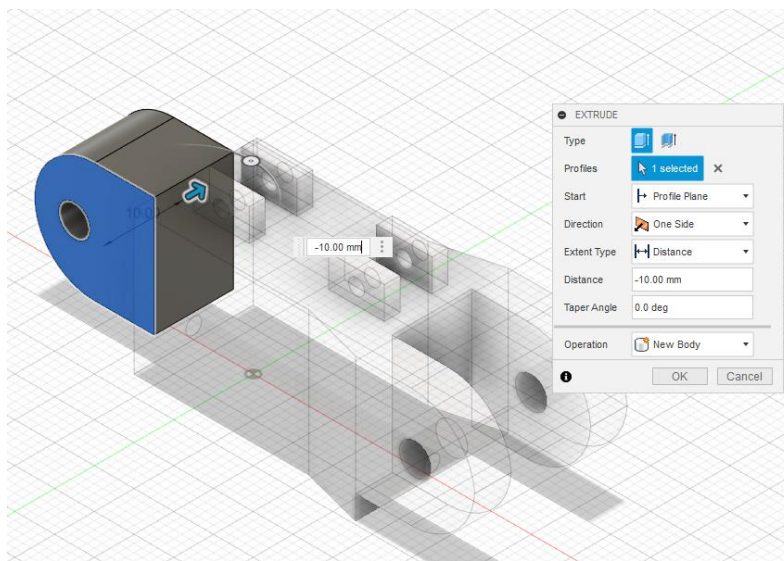 EXTRUDE
Type
Profiles 1 selected
Start Profile Plane
Direction One Side
Extent Type Distance
Distance -10.00 mm
Taper Angle 0.0 deg
Operation New Body
OK Cancel
10.00
-10.00 mm